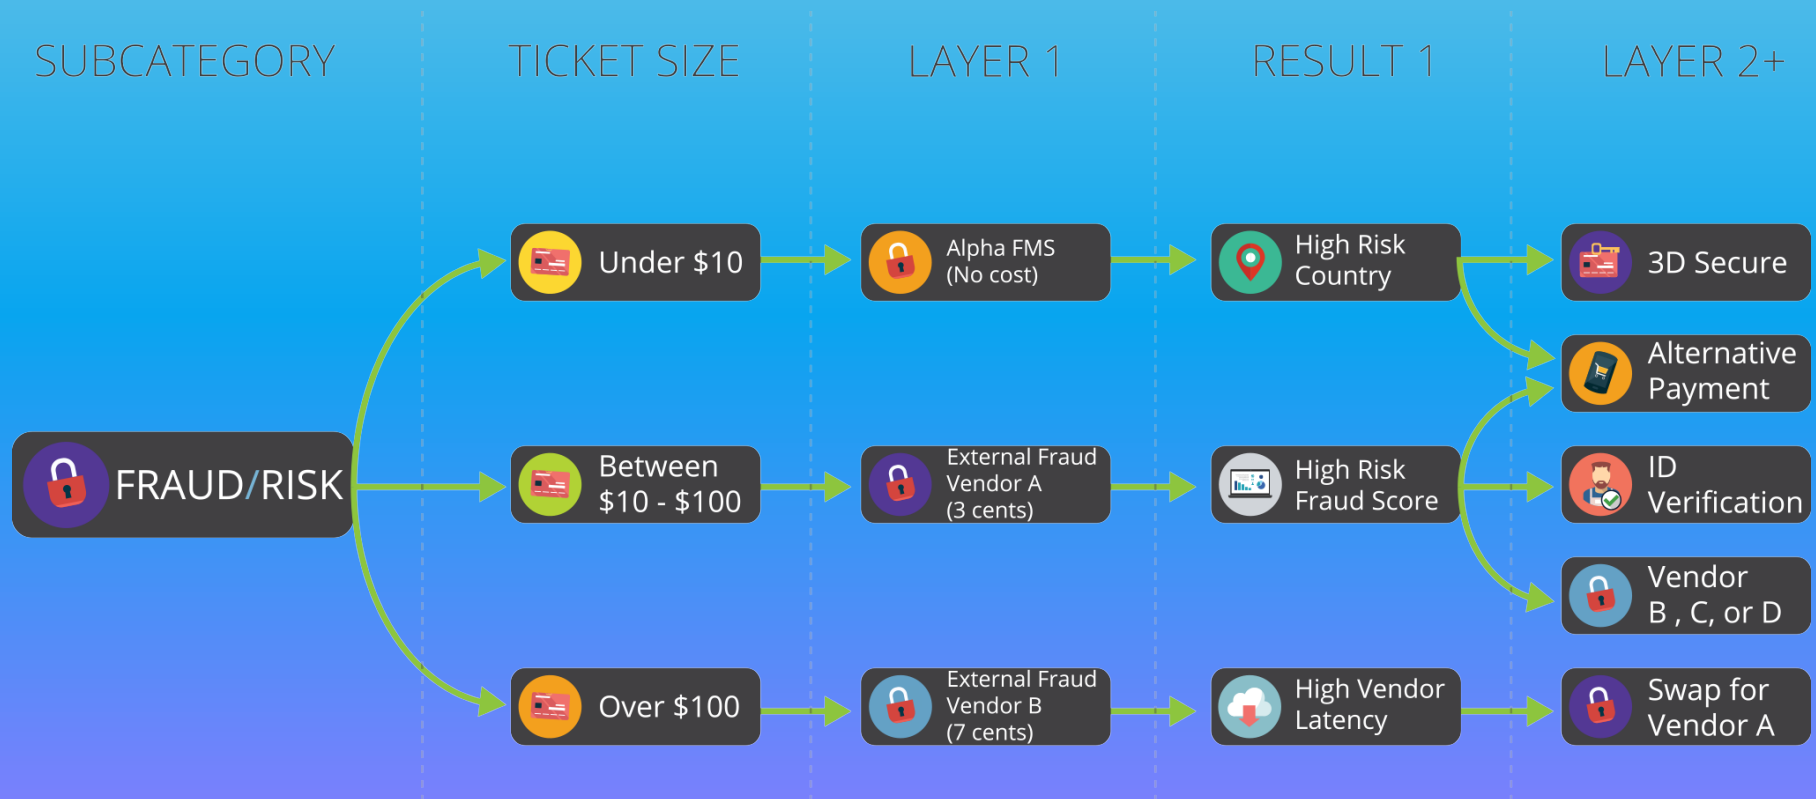 SUBCATEGORY
TICKET SIZE
LAYER 1
RESULT 1
LAYER 2+
FRAUD/RISK
Under $10
Alpha FMS
(No cost)
High Risk
Country
3D Secure
Alternative
Payment
Between
$10 - $100
External Fraud
Vendor A
(3 cents)
High Risk
Fraud Score
ID
Verification
Vendor
B , C, or D
Over $100
External Fraud
Vendor B
(7 cents)
High Vendor
Latency
Swap for
Vendor A